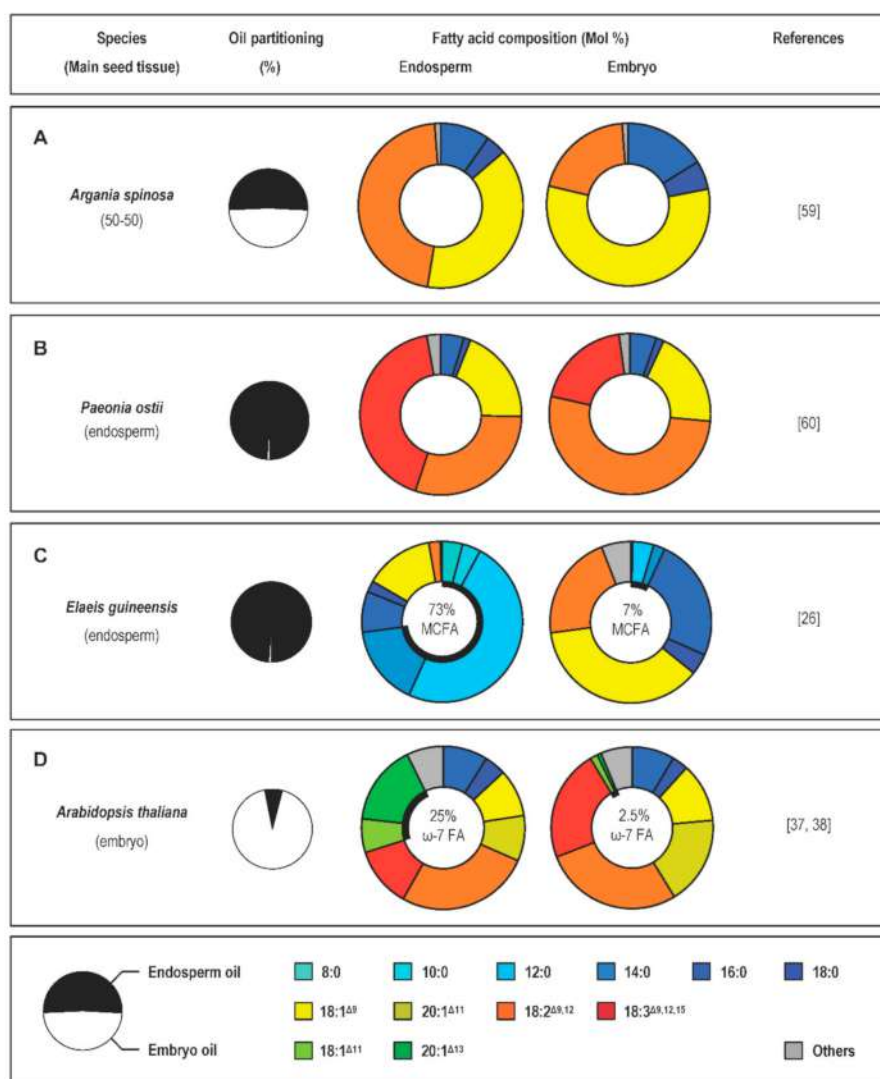 Species
(Main seed tissue)
Oil partitioning
(%)
Fatty acid composition (Mol %)
Endosperm
Embryo
References
A
Argania spinosa
(50-50)
[59]
B
Paeonia ostii
(endosperm)
[60]
C
Elaeis guineensis
(endosperm)
73%
MCFA
7%
MCFA
[26]
D
Arabidopsis thaliana
(embryo)
25%
ω-7 FA
2.5%
ω-7 FA
[37, 38]
Endosperm oil
Embryo oil
8:0
10:0
12:0
14:0
16:0
18:0
18:1Δ9
20:1Δ11
18:2Δ9,12
18:3Δ9,12,15
18:1Δ11
20:1Δ13
Others